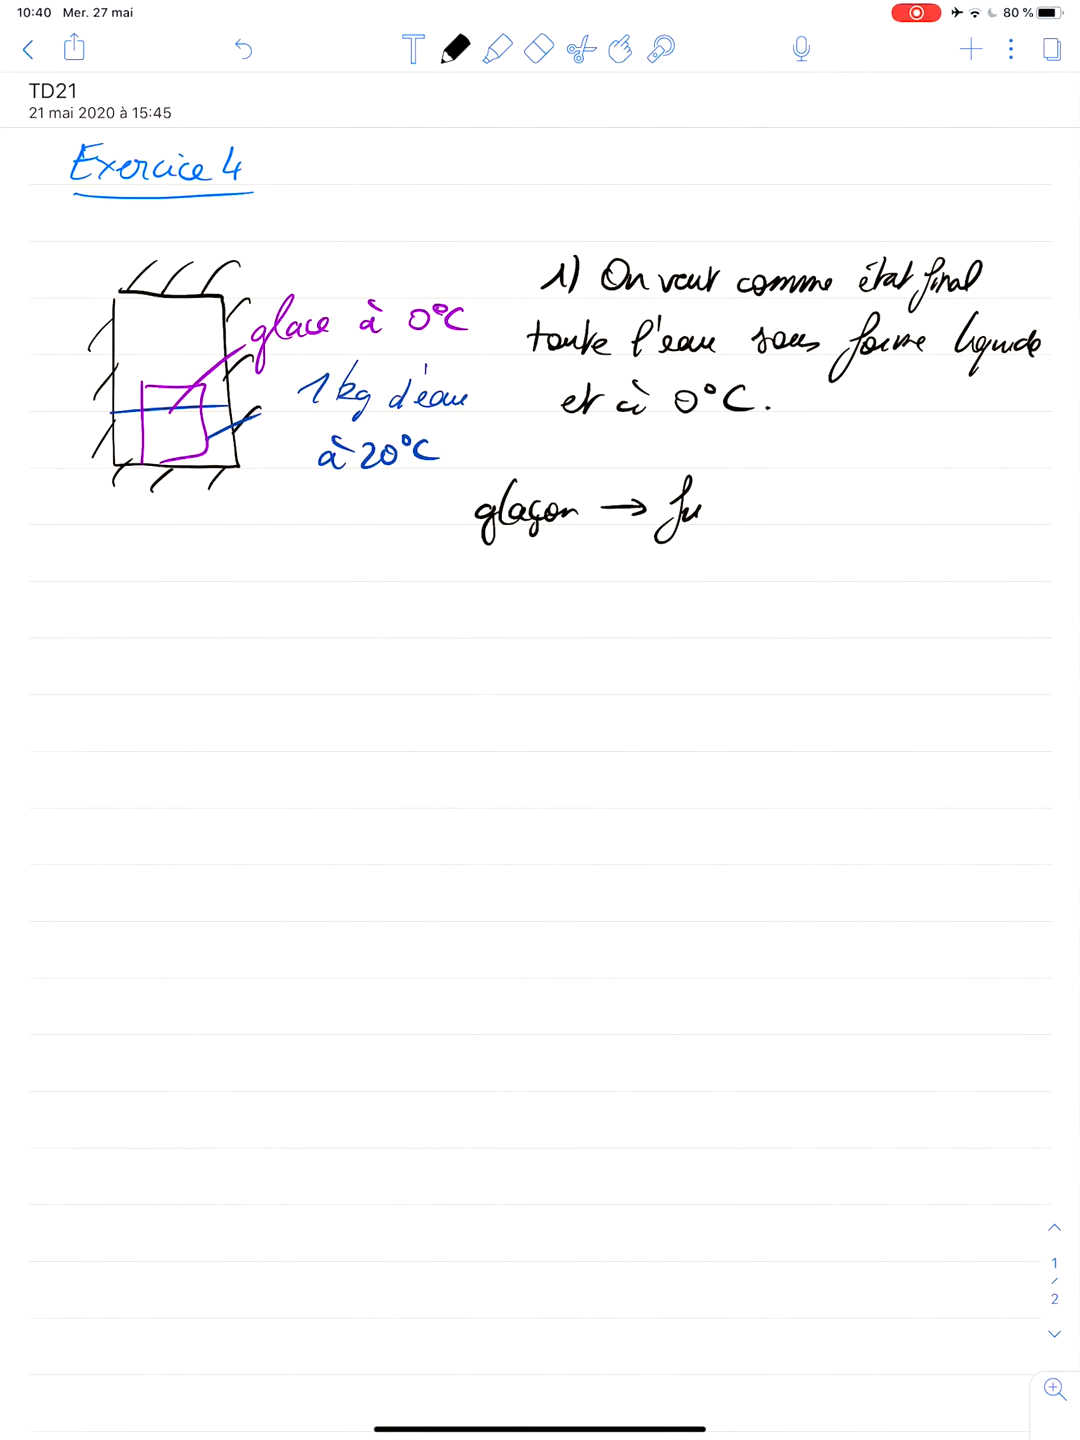 10:40 Mer. 27 mai
80 %
T
TD21
21 mai 2020 à 15:45
Exercice 4
1) On veut comme état final
toute l'eau sous forme liquide
et à 0°C.
glace à 0°C
1 kg d'eau
à 20°C
glaçon → fu
1
/
2